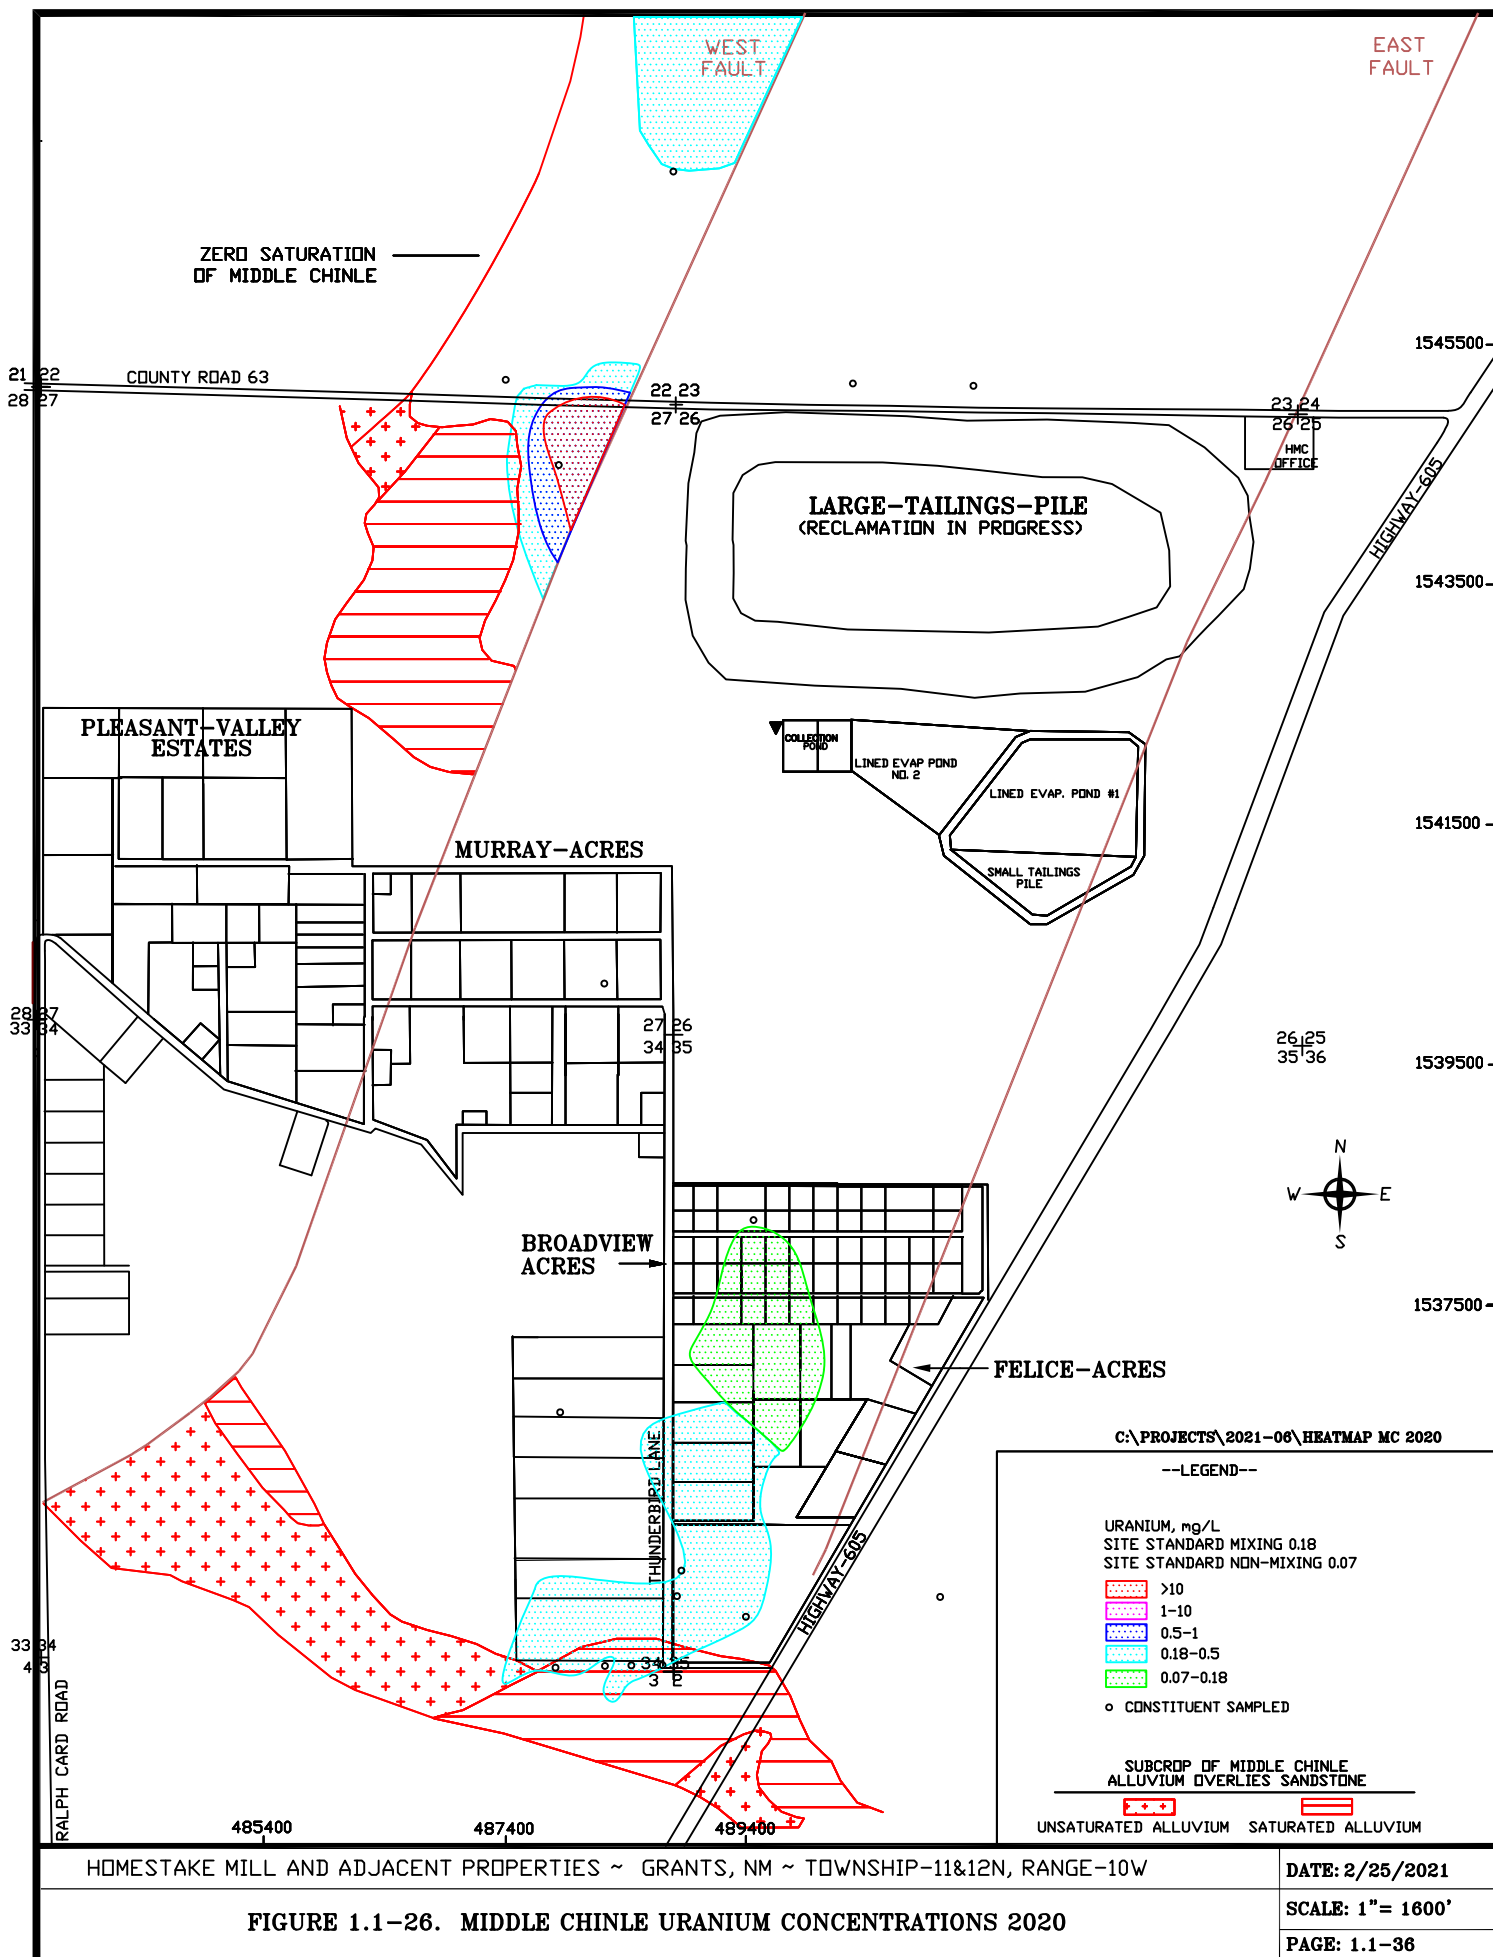 WEST
FAULT
EAST
FAULT
ZERO SATURATION
OF MIDDLE CHINLE
1545500
21 22
28 27
COUNTY ROAD 63
22 23
27 26
23 24
26 25
HMC
OFFICE
HIGHWAY-605
LARGE-TAILINGS-PILE
(RECLAMATION IN PROGRESS)
1543500
PLEASANT-VALLEY
ESTATES
COLLECTION
POND
LINED EVAP POND
NO. 2
LINED EVAP. POND #1
1541500
MURRAY-ACRES
SMALL TAILINGS
PILE
28 27
33 34
27 26
34 35
26 25
35 36
1539500
N
W E
S
BROADVIEW
ACRES
1537500
FELICE-ACRES
THUNDERBIRD LANE
HIGHWAY-605
C:\PROJECTS\2021-06\HEATMAP MC 2020
--LEGEND--
URANIUM, mg/L
SITE STANDARD MIXING 0.18
SITE STANDARD NON-MIXING 0.07
>10
1-10
0.5-1
0.18-0.5
0.07-0.18
CONSTITUENT SAMPLED
SUBCROP OF MIDDLE CHINLE
ALLUVIUM OVERLIES SANDSTONE
UNSATURATED ALLUVIUM SATURATED ALLUVIUM
33 34
4 3
34 35
3 2
RALPH CARD ROAD
485400
487400
489400
HOMESTAKE MILL AND ADJACENT PROPERTIES ~ GRANTS, NM ~ TOWNSHIP-11&12N, RANGE-10W
DATE: 2/25/2021
FIGURE 1.1-26. MIDDLE CHINLE URANIUM CONCENTRATIONS 2020
SCALE: 1"= 1600'
PAGE: 1.1-36